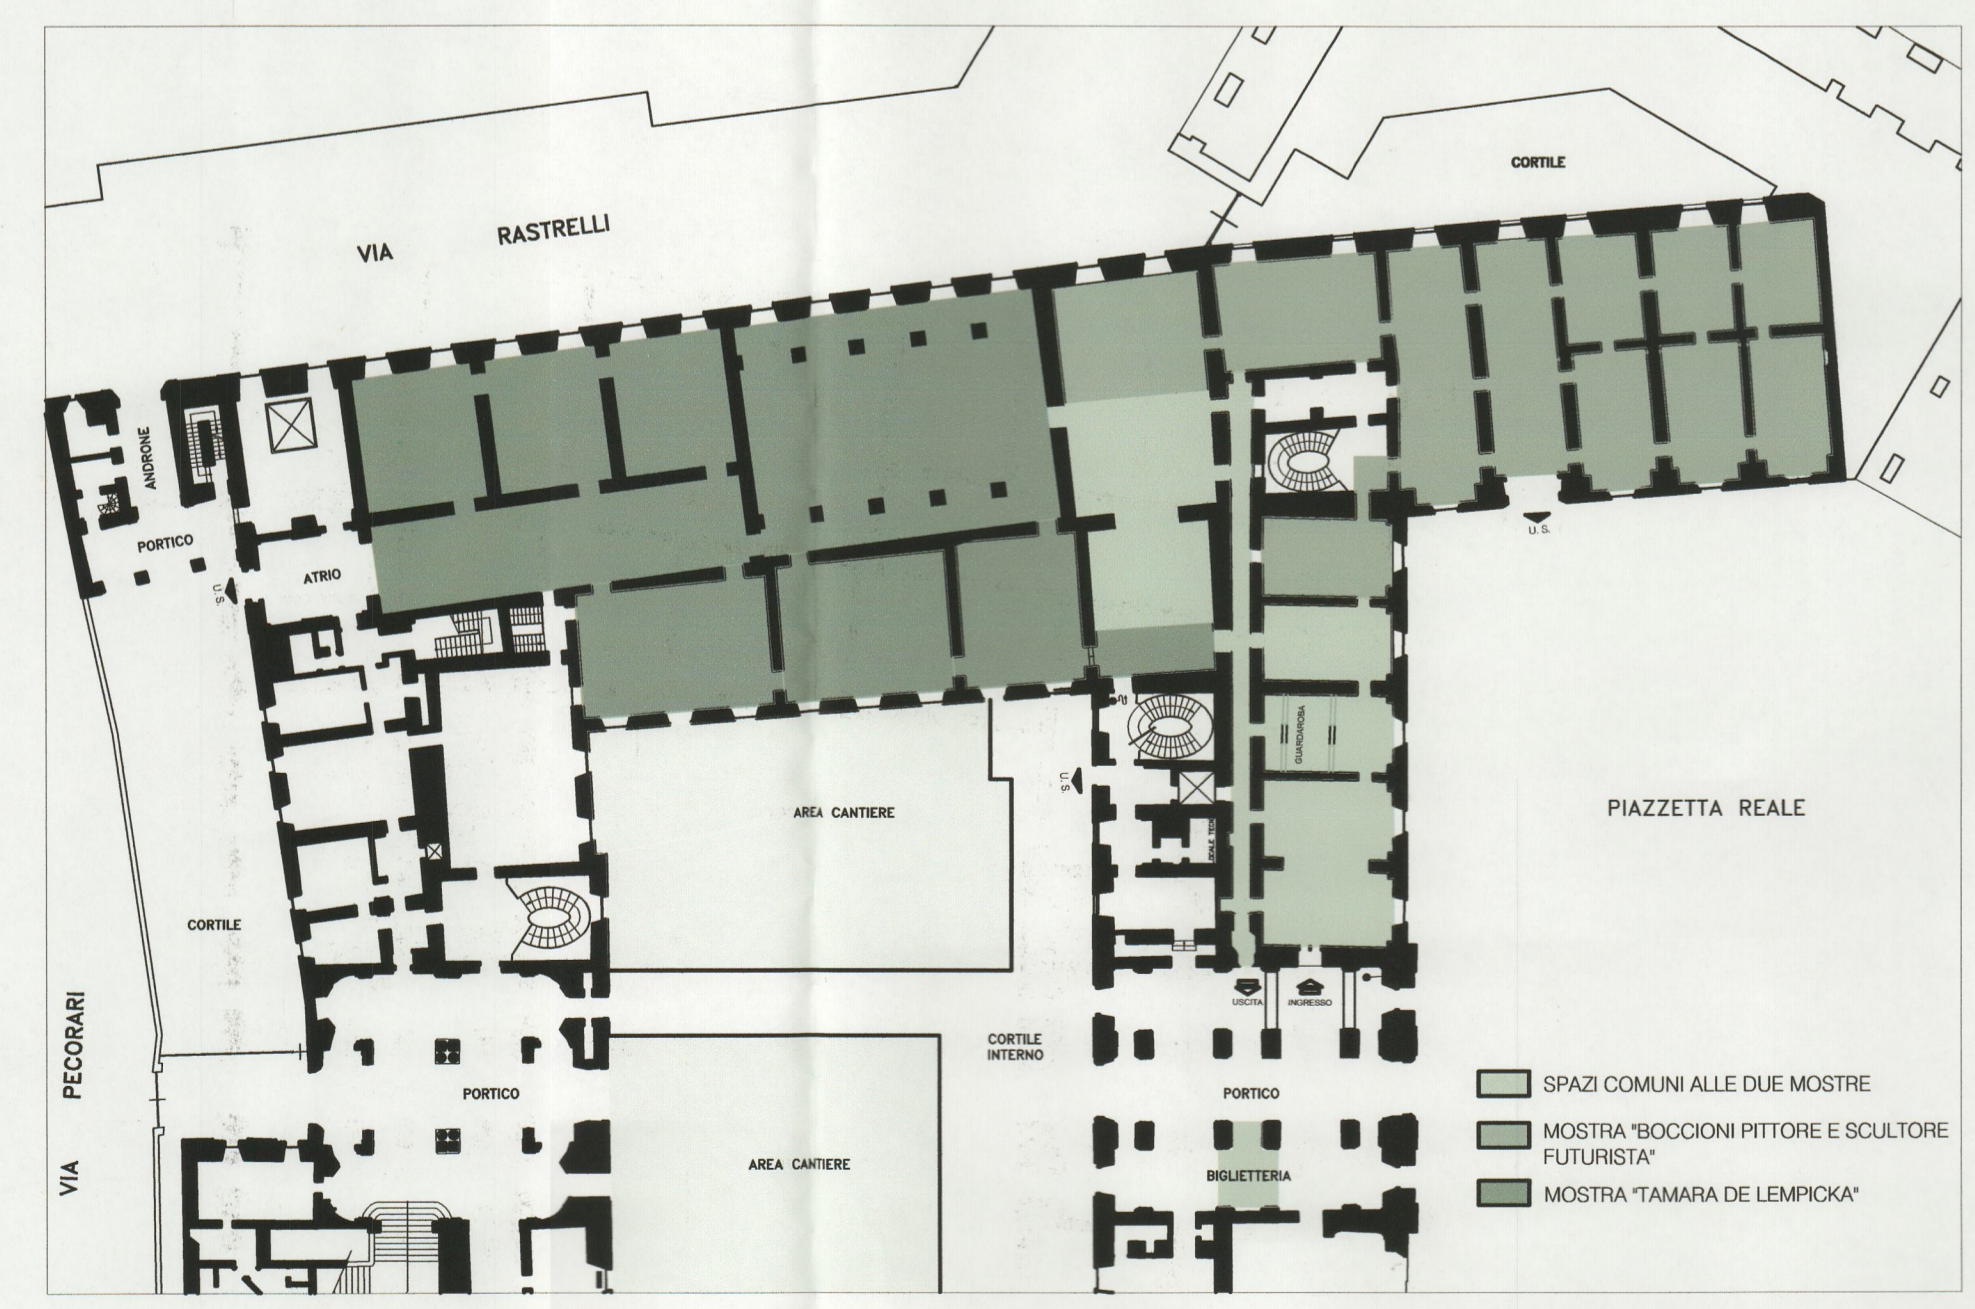 CORTILE
VIA RASTRELLI
ANDRONE
PORTICO
U.S.
ATRIO
U.S.
GUARDAROBA
U.S.
PIAZZETTA REALE
AREA CANTIERE
CORTILE
USCITA
INGRESSO
CORTILE
INTERNO
VIA PECORARI
PORTICO
PORTICO
AREA CANTIERE
BIGLIETTERIA
SPAZI COMUNI ALLE DUE MOSTRE
MOSTRA "BOCCIONI PITTORE E SCULTORE
FUTURISTA"
MOSTRA "TAMARA DE LEMPICKA"